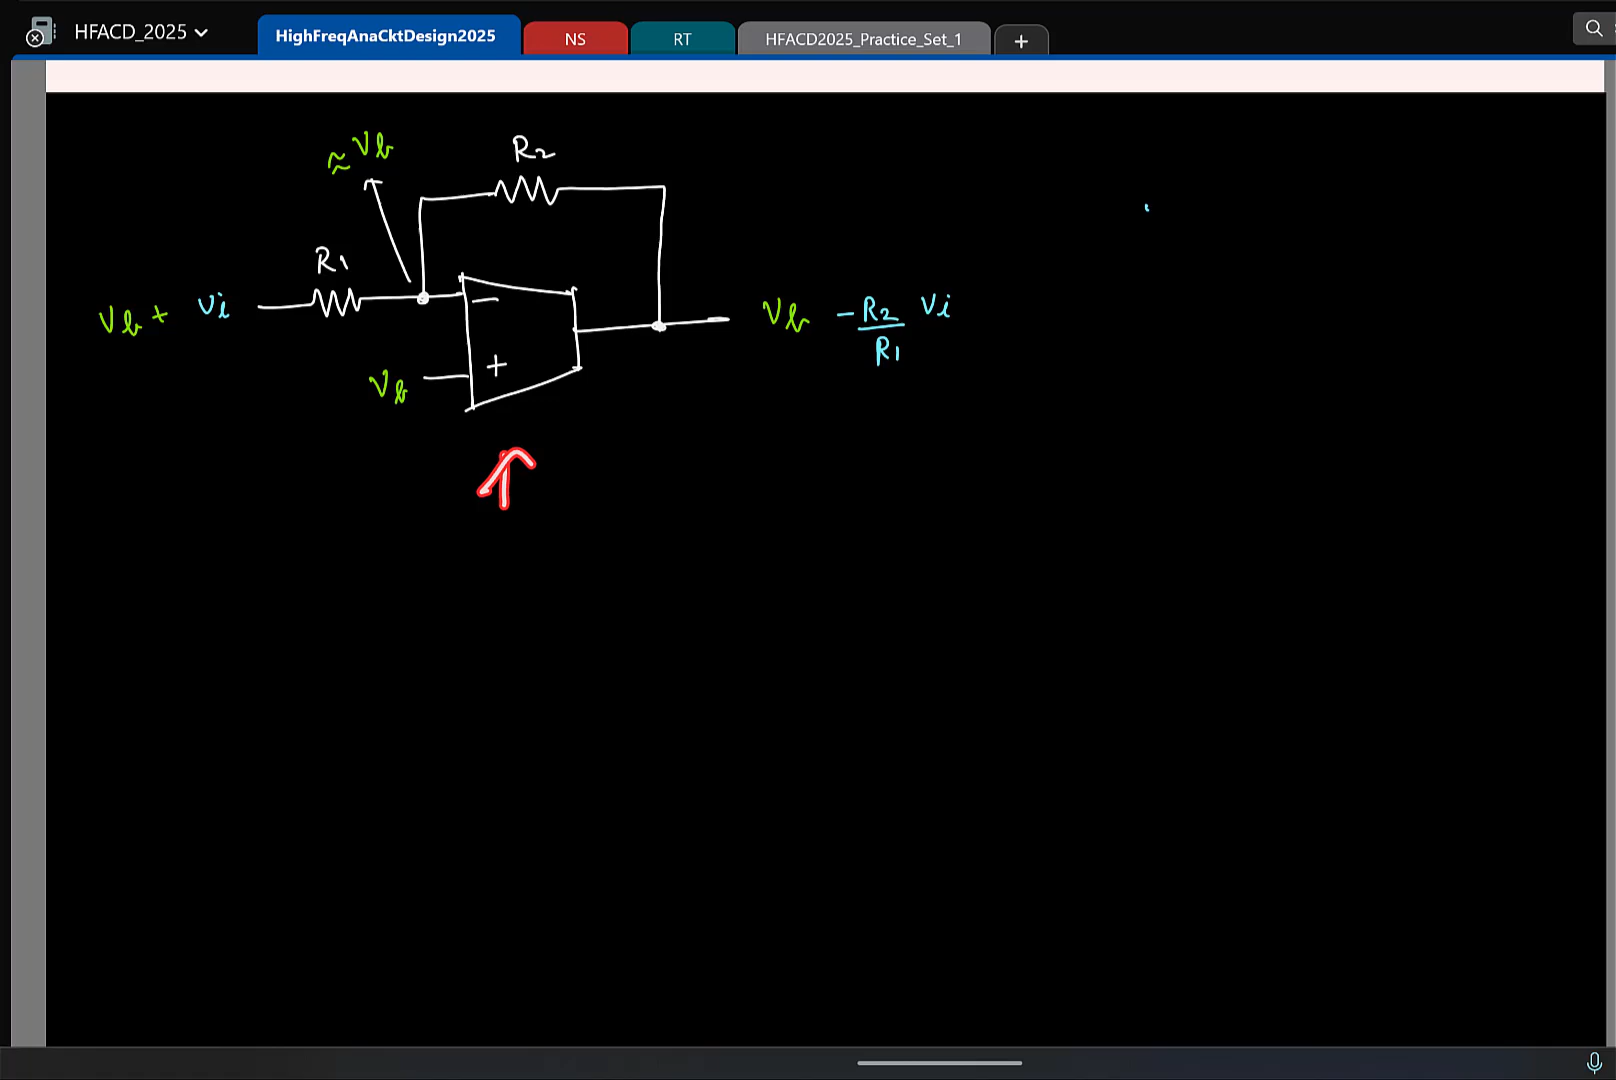 HFACD_2025
HighFreqAnaCktDesign2025
NS
RT
HFACD2025_Practice_Set_1
+
≈ Vb
R2
R1
Vb + vi
−
+
Vb
Vb − R2/R1 vi